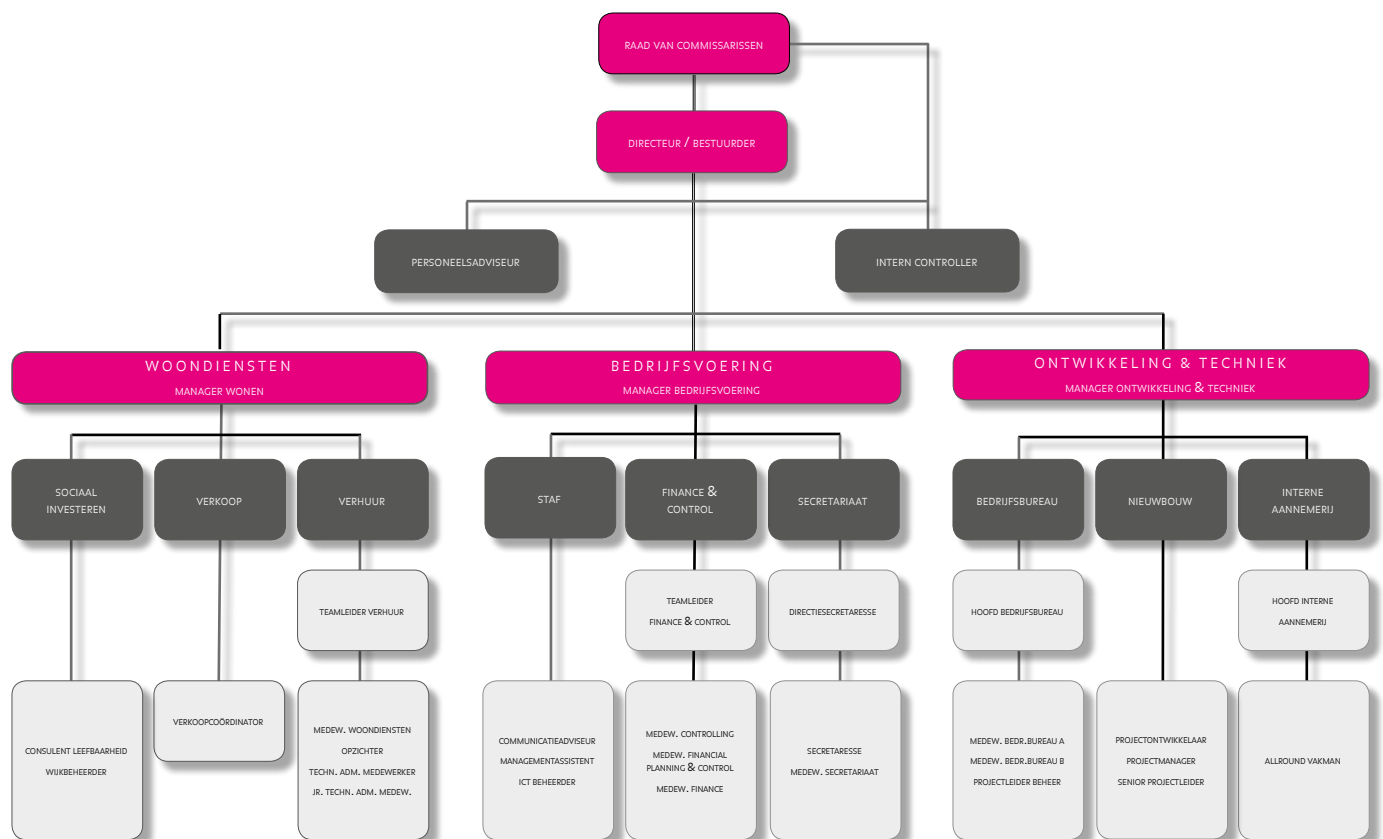 RAAD VAN COMMISSARISSEN
DIRECTEUR / BESTUURDER
PERSONEELSADVISEUR
INTERN CONTROLLER
WOONDIENSTEN
MANAGER WONEN
BEDRIJFSVOERING
MANAGER BEDRIJFSVOERING
ONTWIKKELING & TECHNIEK
MANAGER ONTWIKKELING & TECHNIEK
SOCIAAL
INVESTEREN
VERKOOP
VERHUUR
STAF
FINANCE &
CONTROL
SECRETARIAAT
BEDRIJFSBUREAU
NIEUWBOUW
INTERNE
AANNEMERIJ
TEAMLEIDER VERHUUR
TEAMLEIDER
FINANCE & CONTROL
DIRECTIESECRETARESSE
HOOFD BEDRIJFSBUREAU
HOOFD INTERNE
AANNEMERIJ
CONSULENT LEEFBAARHEID
WIJKBEHEERDER
VERKOOPCOÖRDINATOR
MEDEW. WOONDIENSTEN
OPZICHTER
TECHN. ADM. MEDEWERKER
JR. TECHN. ADM. MEDEW.
COMMUNICATIEADVISEUR
MANAGEMENTASSISTENT
ICT BEHEERDER
MEDEW. CONTROLLING
MEDEW. FINANCIAL
PLANNING & CONTROL
MEDEW. FINANCE
SECRETARESSE
MEDEW. SECRETARIAAT
MEDEW. BEDR.BUREAU A
MEDEW. BEDR.BUREAU B
PROJECTLEIDER BEHEER
PROJECTONTWIKKELAAR
PROJECTMANAGER
SENIOR PROJECTLEIDER
ALLROUND VAKMAN